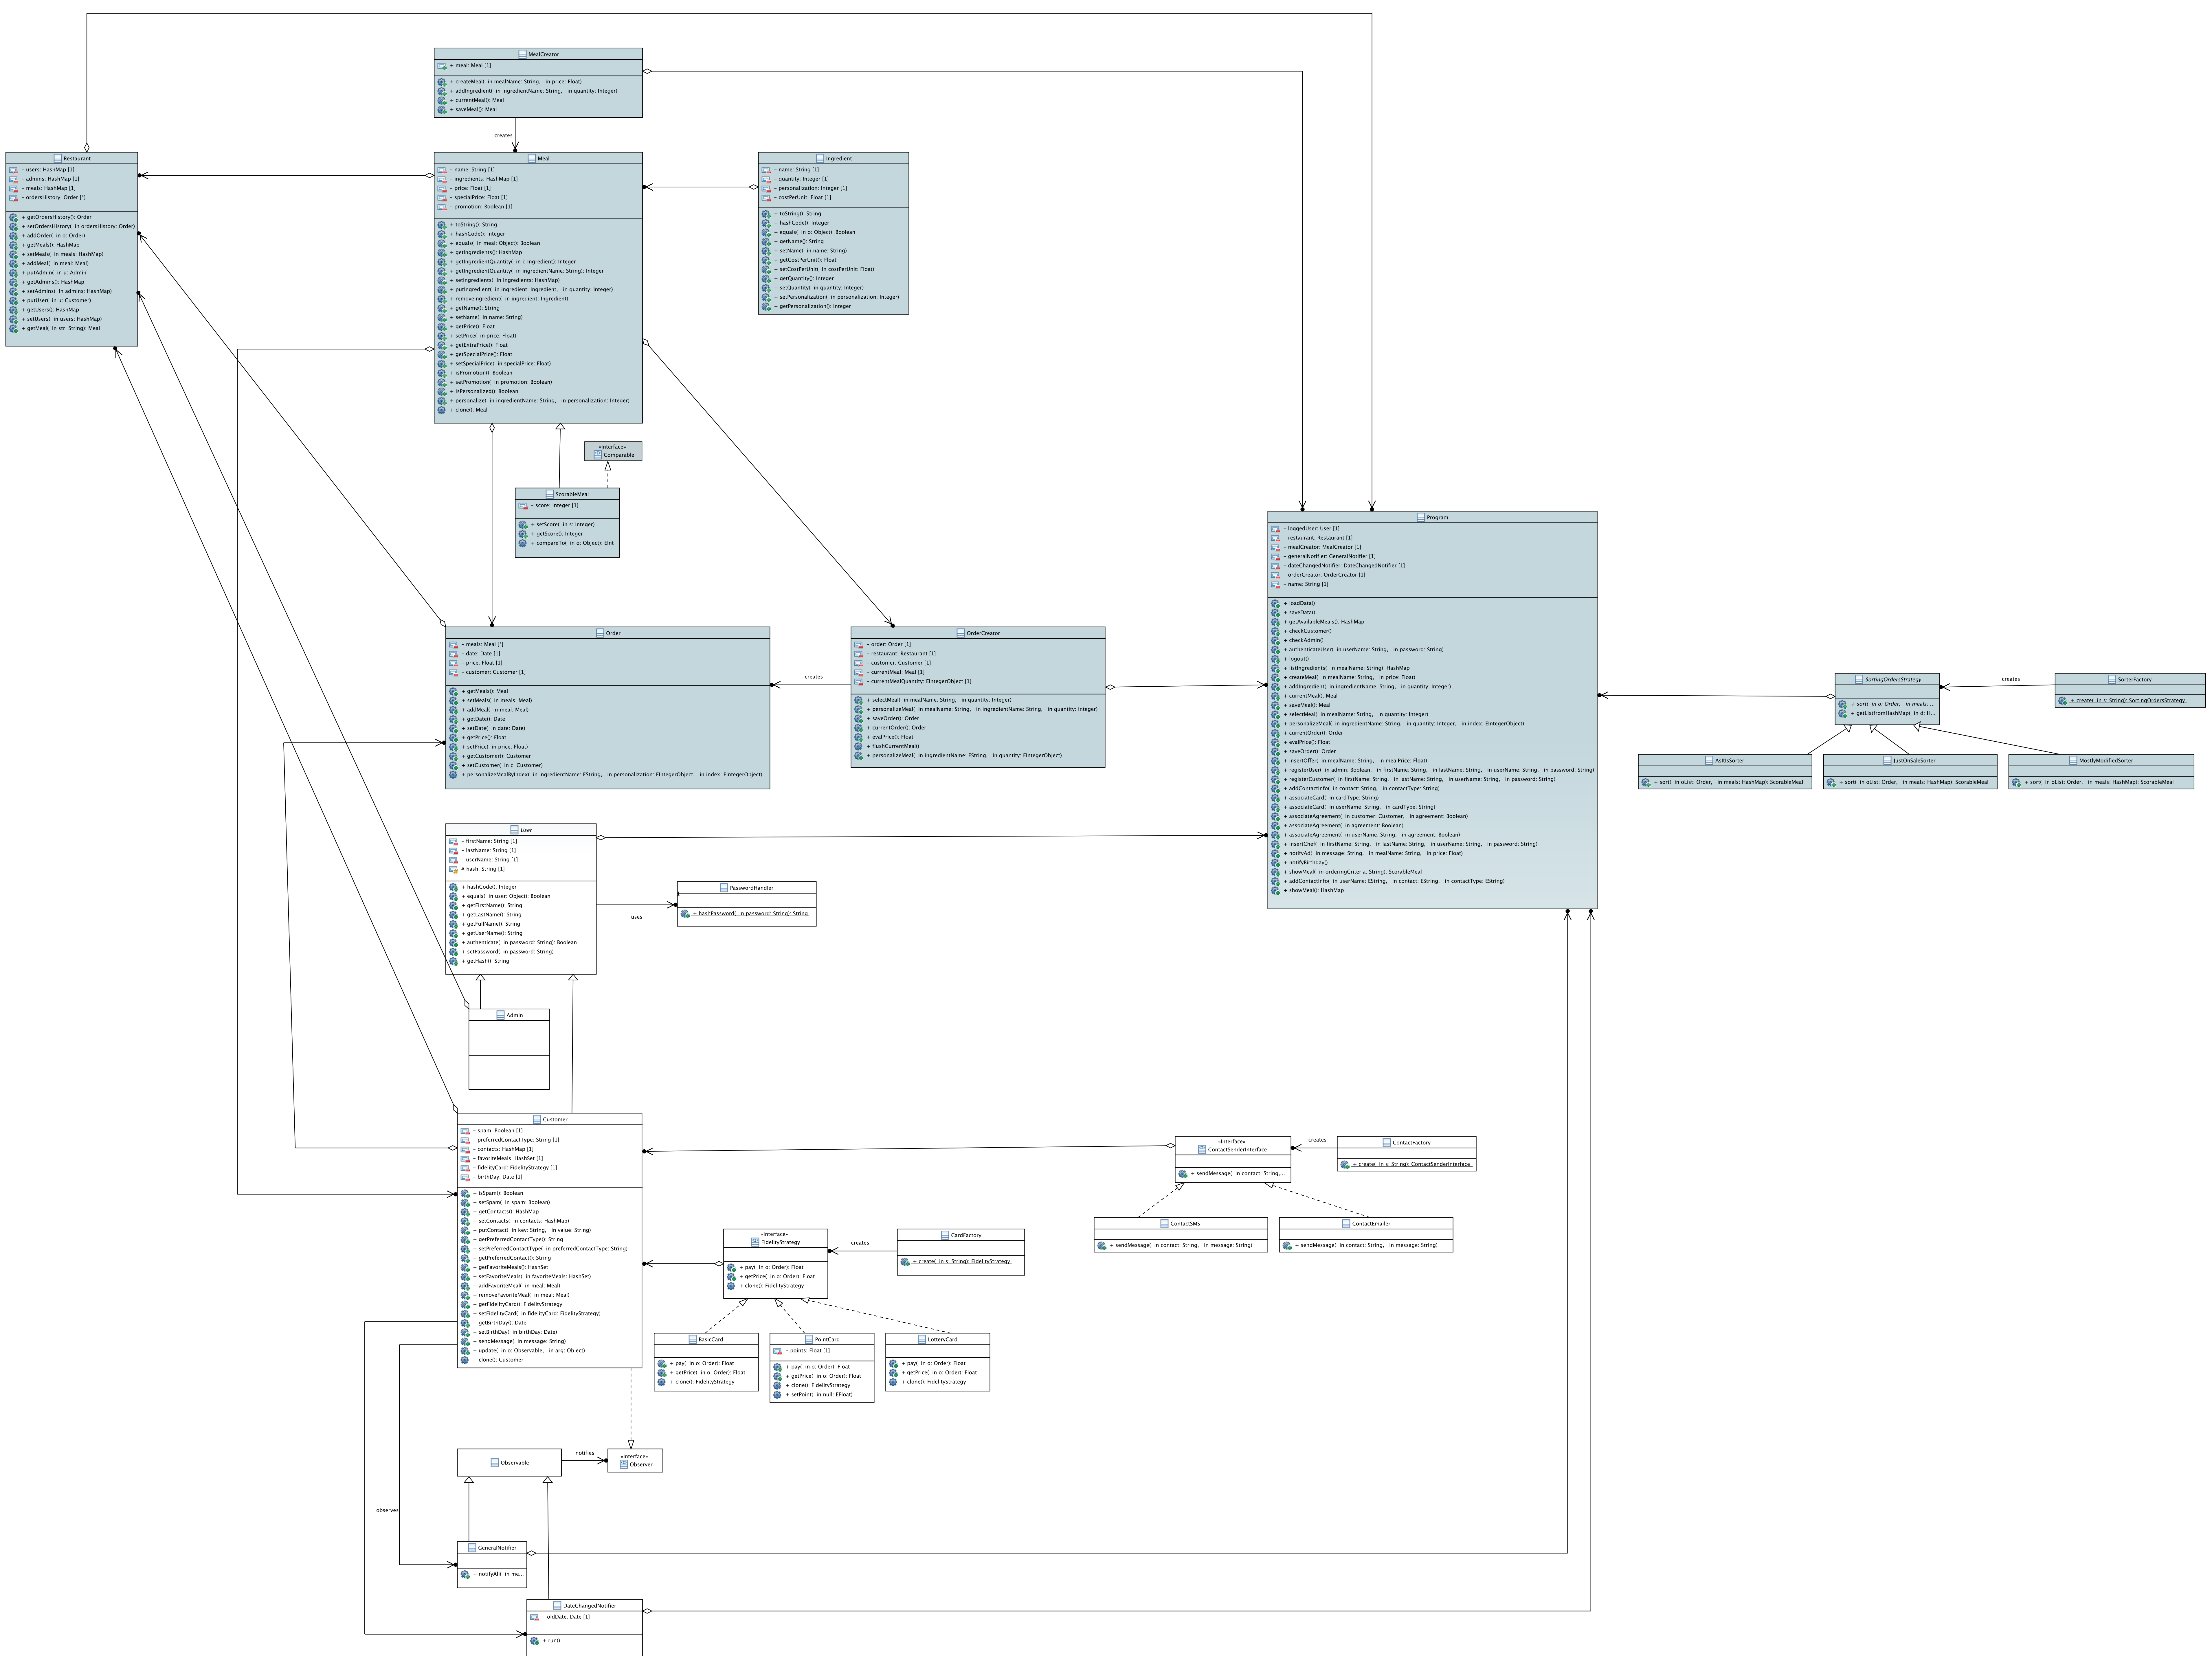 MealCreator
+ meal: Meal [1]
+ createMeal( in mealName: String, in price: Float)
+ addIngredient( in ingredientName: String, in quantity: Integer)
+ currentMeal(): Meal
+ saveMeal(): Meal
creates
Restaurant
- users: HashMap [1]
- admins: HashMap [1]
- meals: HashMap [1]
- ordersHistory: Order [*]
+ getOrdersHistory(): Order
+ setOrdersHistory( in ordersHistory: Order)
+ addOrder( in o: Order)
+ getMeals(): HashMap
+ setMeals( in meals: HashMap)
+ addMeal( in meal: Meal)
+ putAdmin( in u: Admin)
+ getAdmins(): HashMap
+ setAdmins( in admins: HashMap)
+ putUser( in u: Customer)
+ getUsers(): HashMap
+ setUsers( in users: HashMap)
+ getMeal( in str: String): Meal
Meal
- name: String [1]
- ingredients: HashMap [1]
- price: Float [1]
- specialPrice: Float [1]
- promotion: Boolean [1]
+ toString(): String
+ hashCode(): Integer
+ equals( in meal: Object): Boolean
+ getIngredients(): HashMap
+ getIngredientQuantity( in i: Ingredient): Integer
+ getIngredientQuantity( in ingredientName: String): Integer
+ setIngredients( in ingredients: HashMap)
+ putIngredient( in ingredient: Ingredient, in quantity: Integer)
+ removeIngredient( in ingredient: Ingredient)
+ getName(): String
+ setName( in name: String)
+ getPrice(): Float
+ setPrice( in price: Float)
+ getExtraPrice(): Float
+ getSpecialPrice(): Float
+ setSpecialPrice( in specialPrice: Float)
+ isPromotion(): Boolean
+ setPromotion( in promotion: Boolean)
+ isPersonalized(): Boolean
+ personalize( in ingredientName: String, in personalization: Integer)
+ clone(): Meal
Ingredient
- name: String [1]
- quantity: Integer [1]
- personalization: Integer [1]
- costPerUnit: Float [1]
+ toString(): String
+ hashCode(): Integer
+ equals( in o: Object): Boolean
+ getName(): String
+ setName( in name: String)
+ getCostPerUnit(): Float
+ setCostPerUnit( in costPerUnit: Float)
+ getQuantity(): Integer
+ setQuantity( in quantity: Integer)
+ setPersonalization( in personalization: Integer)
+ getPersonalization(): Integer
«Interface»
Comparable
ScorableMeal
- score: Integer [1]
+ setScore( in s: Integer)
+ getScore(): Integer
+ compareTo( in o: Object): EInt
Program
- loggedUser: User [1]
- restaurant: Restaurant [1]
- mealCreator: MealCreator [1]
- generalNotifier: GeneralNotifier [1]
- dateChangedNotifier: DateChangedNotifier [1]
- orderCreator: OrderCreator [1]
- name: String [1]
+ loadData()
+ saveData()
+ getAvailableMeals(): HashMap
+ checkCustomer()
+ checkAdmin()
+ authenticateUser( in userName: String, in password: String)
+ logout()
+ listIngredients( in mealName: String): HashMap
+ createMeal( in mealName: String, in price: Float)
+ addIngredient( in ingredientName: String, in quantity: Integer)
+ currentMeal(): Meal
+ saveMeal(): Meal
+ selectMeal( in mealName: String, in quantity: Integer)
+ personalizeMeal( in ingredientName: String, in quantity: Integer, in index: EIntegerObject)
+ currentOrder(): Order
+ evalPrice(): Float
+ saveOrder(): Order
+ insertOffer( in mealName: String, in mealPrice: Float)
+ registerUser( in admin: Boolean, in firstName: String, in lastName: String, in userName: String, in password: String)
+ registerCustomer( in firstName: String, in lastName: String, in userName: String, in password: String)
+ addContactInfo( in contact: String, in contactType: String)
+ associateCard( in cardType: String)
+ associateCard( in userName: String, in cardType: String)
+ associateAgreement( in customer: Customer, in agreement: Boolean)
+ associateAgreement( in agreement: Boolean)
+ associateAgreement( in userName: String, in agreement: Boolean)
+ insertChef( in firstName: String, in lastName: String, in userName: String, in password: String)
+ notifyAd( in message: String, in mealName: String, in price: Float)
+ notifyBirthday()
+ showMeal( in orderingCriteria: String): ScorableMeal
+ addContactInfo( in userName: EString, in contact: EString, in contactType: EString)
+ showMeal(): HashMap
Order
- meals: Meal [*]
- date: Date [1]
- price: Float [1]
- customer: Customer [1]
+ getMeals(): Meal
+ setMeals( in meals: Meal)
+ addMeal( in meal: Meal)
+ getDate(): Date
+ setDate( in date: Date)
+ getPrice(): Float
+ setPrice( in price: Float)
+ getCustomer(): Customer
+ setCustomer( in c: Customer)
+ personalizeMealByIndex( in ingredientName: EString, in personalization: EIntegerObject, in index: EIntegerObject)
creates
OrderCreator
- order: Order [1]
- restaurant: Restaurant [1]
- customer: Customer [1]
- currentMeal: Meal [1]
- currentMealQuantity: EIntegerObject [1]
+ selectMeal( in mealName: String, in quantity: Integer)
+ personalizeMeal( in mealName: String, in ingredientName: String, in quantity: Integer)
+ saveOrder(): Order
+ currentOrder(): Order
+ evalPrice(): Float
+ flushCurrentMeal()
+ personalizeMeal( in ingredientName: EString, in quantity: EIntegerObject)
SortingOrdersStrategy
+ sort( in o: Order, in meals: ...
+ getListfromHashMap( in d: H...
creates
SorterFactory
+ create( in s: String): SortingOrdersStrategy
AsItIsSorter
+ sort( in oList: Order, in meals: HashMap): ScorableMeal
JustOnSaleSorter
+ sort( in oList: Order, in meals: HashMap): ScorableMeal
MostlyModifiedSorter
+ sort( in oList: Order, in meals: HashMap): ScorableMeal
User
- firstName: String [1]
- lastName: String [1]
- userName: String [1]
# hash: String [1]
+ hashCode(): Integer
+ equals( in user: Object): Boolean
+ getFirstName(): String
+ getLastName(): String
+ getFullName(): String
+ getUserName(): String
+ authenticate( in password: String): Boolean
+ setPassword( in password: String)
+ getHash(): String
uses
PasswordHandler
+ hashPassword( in password: String): String
Admin
Customer
- spam: Boolean [1]
- preferredContactType: String [1]
- contacts: HashMap [1]
- favoriteMeals: HashSet [1]
- fidelityCard: FidelityStrategy [1]
- birthDay: Date [1]
+ isSpam(): Boolean
+ setSpam( in spam: Boolean)
+ getContacts(): HashMap
+ setContacts( in contacts: HashMap)
+ putContact( in key: String, in value: String)
+ getPreferredContactType(): String
+ setPreferredContactType( in preferredContactType: String)
+ getPreferredContact(): String
+ getFavoriteMeals(): HashSet
+ setFavoriteMeals( in favoriteMeals: HashSet)
+ addFavoriteMeal( in meal: Meal)
+ removeFavoriteMeal( in meal: Meal)
+ getFidelityCard(): FidelityStrategy
+ setFidelityCard( in fidelityCard: FidelityStrategy)
+ getBirthDay(): Date
+ setBirthDay( in birthDay: Date)
+ sendMessage( in message: String)
+ update( in o: Observable, in arg: Object)
+ clone(): Customer
«Interface»
ContactSenderInterface
+ sendMessage( in contact: String,...
creates
ContactFactory
+ create( in s: String): ContactSenderInterface
ContactSMS
+ sendMessage( in contact: String, in message: String)
ContactEmailer
+ sendMessage( in contact: String, in message: String)
«Interface»
FidelityStrategy
+ pay( in o: Order): Float
+ getPrice( in o: Order): Float
+ clone(): FidelityStrategy
creates
CardFactory
+ create( in s: String): FidelityStrategy
BasicCard
+ pay( in o: Order): Float
+ getPrice( in o: Order): Float
+ clone(): FidelityStrategy
PointCard
- points: Float [1]
+ pay( in o: Order): Float
+ getPrice( in o: Order): Float
+ clone(): FidelityStrategy
+ setPoint( in null: EFloat)
LotteryCard
+ pay( in o: Order): Float
+ getPrice( in o: Order): Float
+ clone(): FidelityStrategy
Observable
notifies
«Interface»
Observer
observes
GeneralNotifier
+ notifyAll( in me...
DateChangedNotifier
- oldDate: Date [1]
+ run()